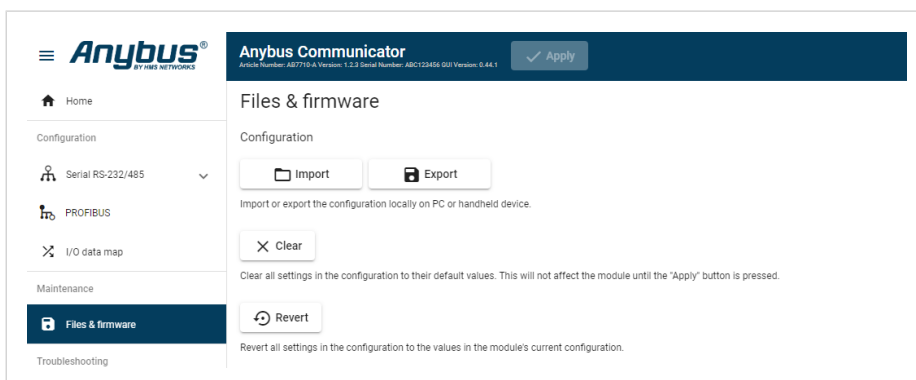 Anybus®
BY HMS NETWORKS
Anybus Communicator
Article Number: AB7710-A Version: 1.2.3 Serial Number: ABC123456 GUI Version: 0.44.1
Apply
Home
Configuration
Serial RS-232/485
PROFIBUS
I/O data map
Maintenance
Files & firmware
Troubleshooting
Files & firmware
Configuration
Import
Export
Import or export the configuration locally on PC or handheld device.
Clear
Clear all settings in the configuration to their default values. This will not affect the module until the "Apply" button is pressed.
Revert
Revert all settings in the configuration to the values in the module's current configuration.